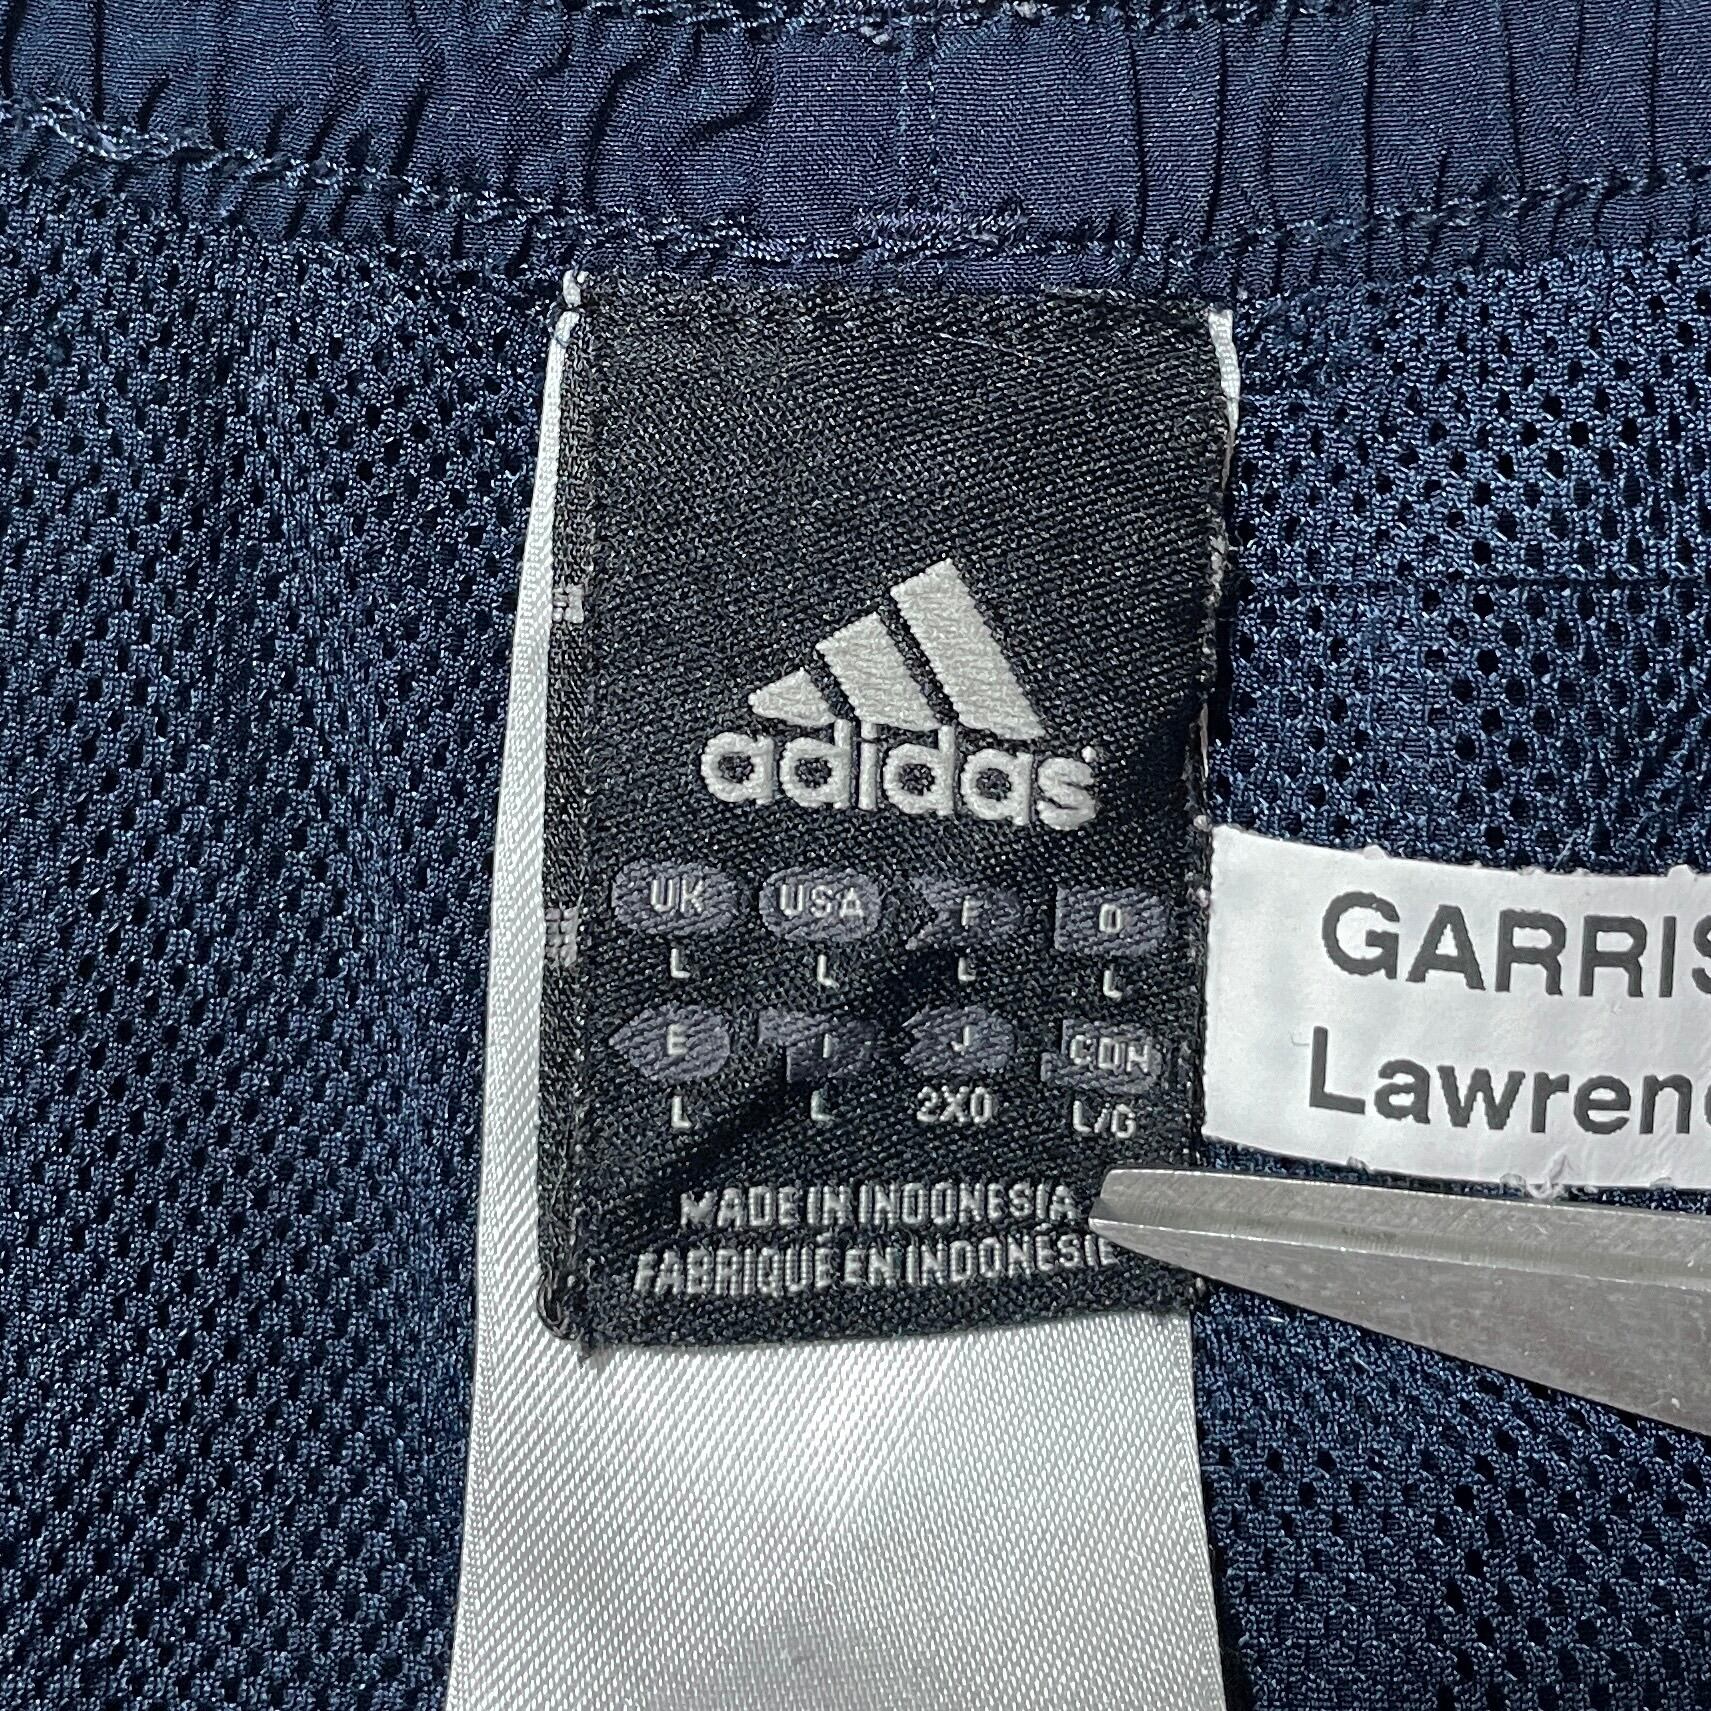 adidas
UK USA F D
L L L L
E I J CDN
L L 2XO L/G
MADE IN INDONESIA
FABRIQUÉ EN INDONÉSIE
GARRIS
Lawrenc